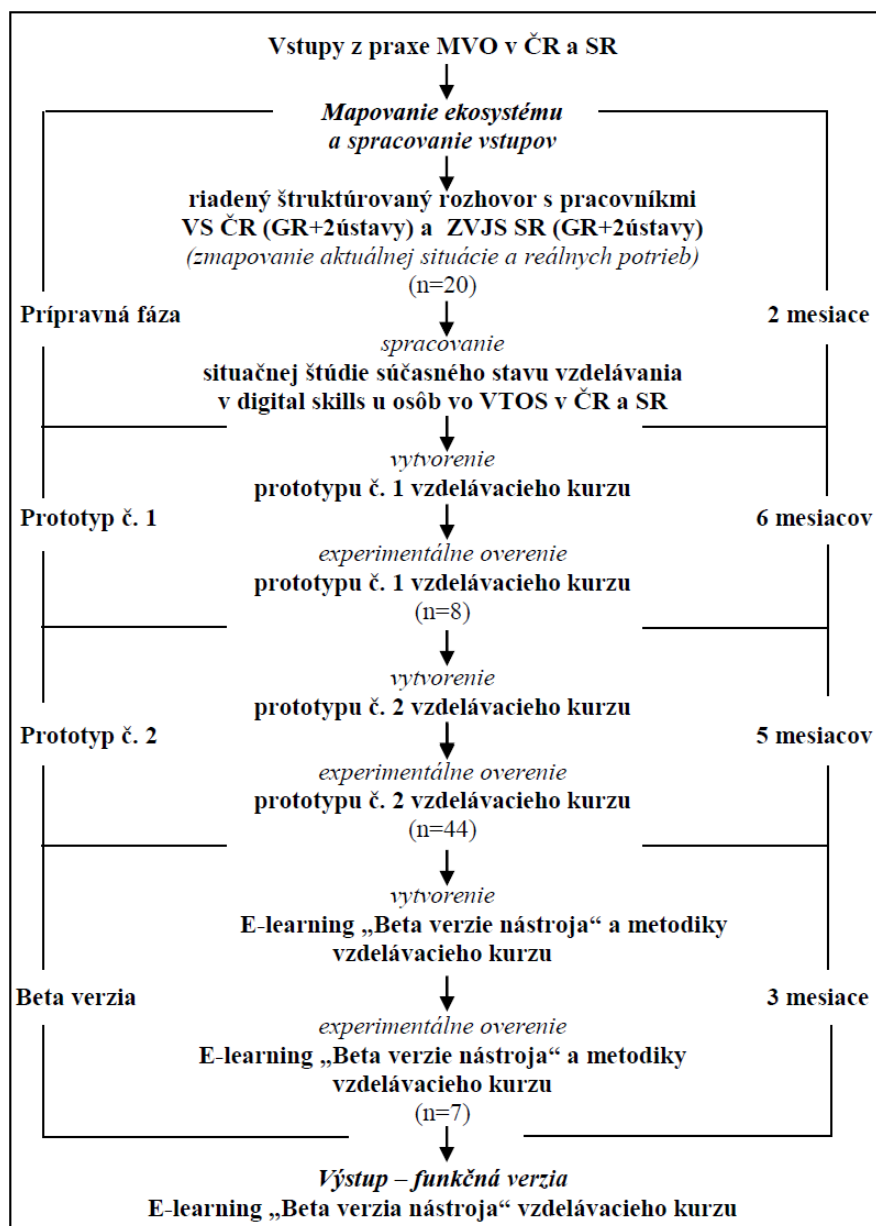 Vstupy z praxe MVO v ČR a SR
Mapovanie ekosystému
a spracovanie vstupov
riadený štruktúrovaný rozhovor s pracovníkmi
VS ČR (GR+2ústavy) a ZVJS SR (GR+2ústavy)
(zmapovanie aktuálnej situácie a reálnych potrieb)
(n=20)
Prípravná fáza
2 mesiace
spracovanie
situačnej štúdie súčasného stavu vzdelávania
v digital skills u osôb vo VTOS v ČR a SR
vytvorenie
prototypu č. 1 vzdelávacieho kurzu
Prototyp č. 1
6 mesiacov
experimentálne overenie
prototypu č. 1 vzdelávacieho kurzu
(n=8)
vytvorenie
prototypu č. 2 vzdelávacieho kurzu
Prototyp č. 2
5 mesiacov
experimentálne overenie
prototypu č. 2 vzdelávacieho kurzu
(n=44)
vytvorenie
E-learning „Beta verzie nástroja“ a metodiky
vzdelávacieho kurzu
Beta verzia
3 mesiace
experimentálne overenie
E-learning „Beta verzie nástroja“ a metodiky
vzdelávacieho kurzu
(n=7)
Výstup – funkčná verzia
E-learning „Beta verzia nástroja“ vzdelávacieho kurzu